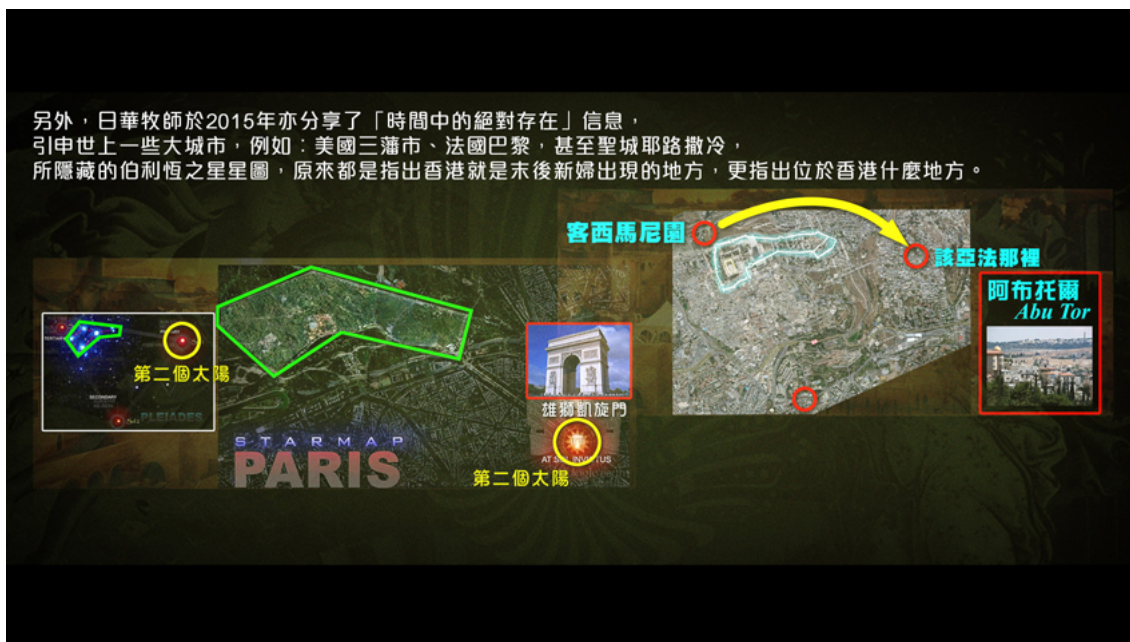 另外，日華牧師於2015年亦分享了「時間中的絕對存在」信息，
引申世上一些大城市，例如：美國三藩市、法國巴黎，甚至聖城耶路撒冷，
所隱藏的伯利恆之星星圖，原來都是指出香港就是末後新婦出現的地方，更指出位於香港什麼地方。
客西馬尼園
該亞法那裡
阿布托爾
Abu Tor
第二個太陽
SECONDARY
PLEIADES
雄獅凱旋門
STARMAP
PARIS
第二個太陽